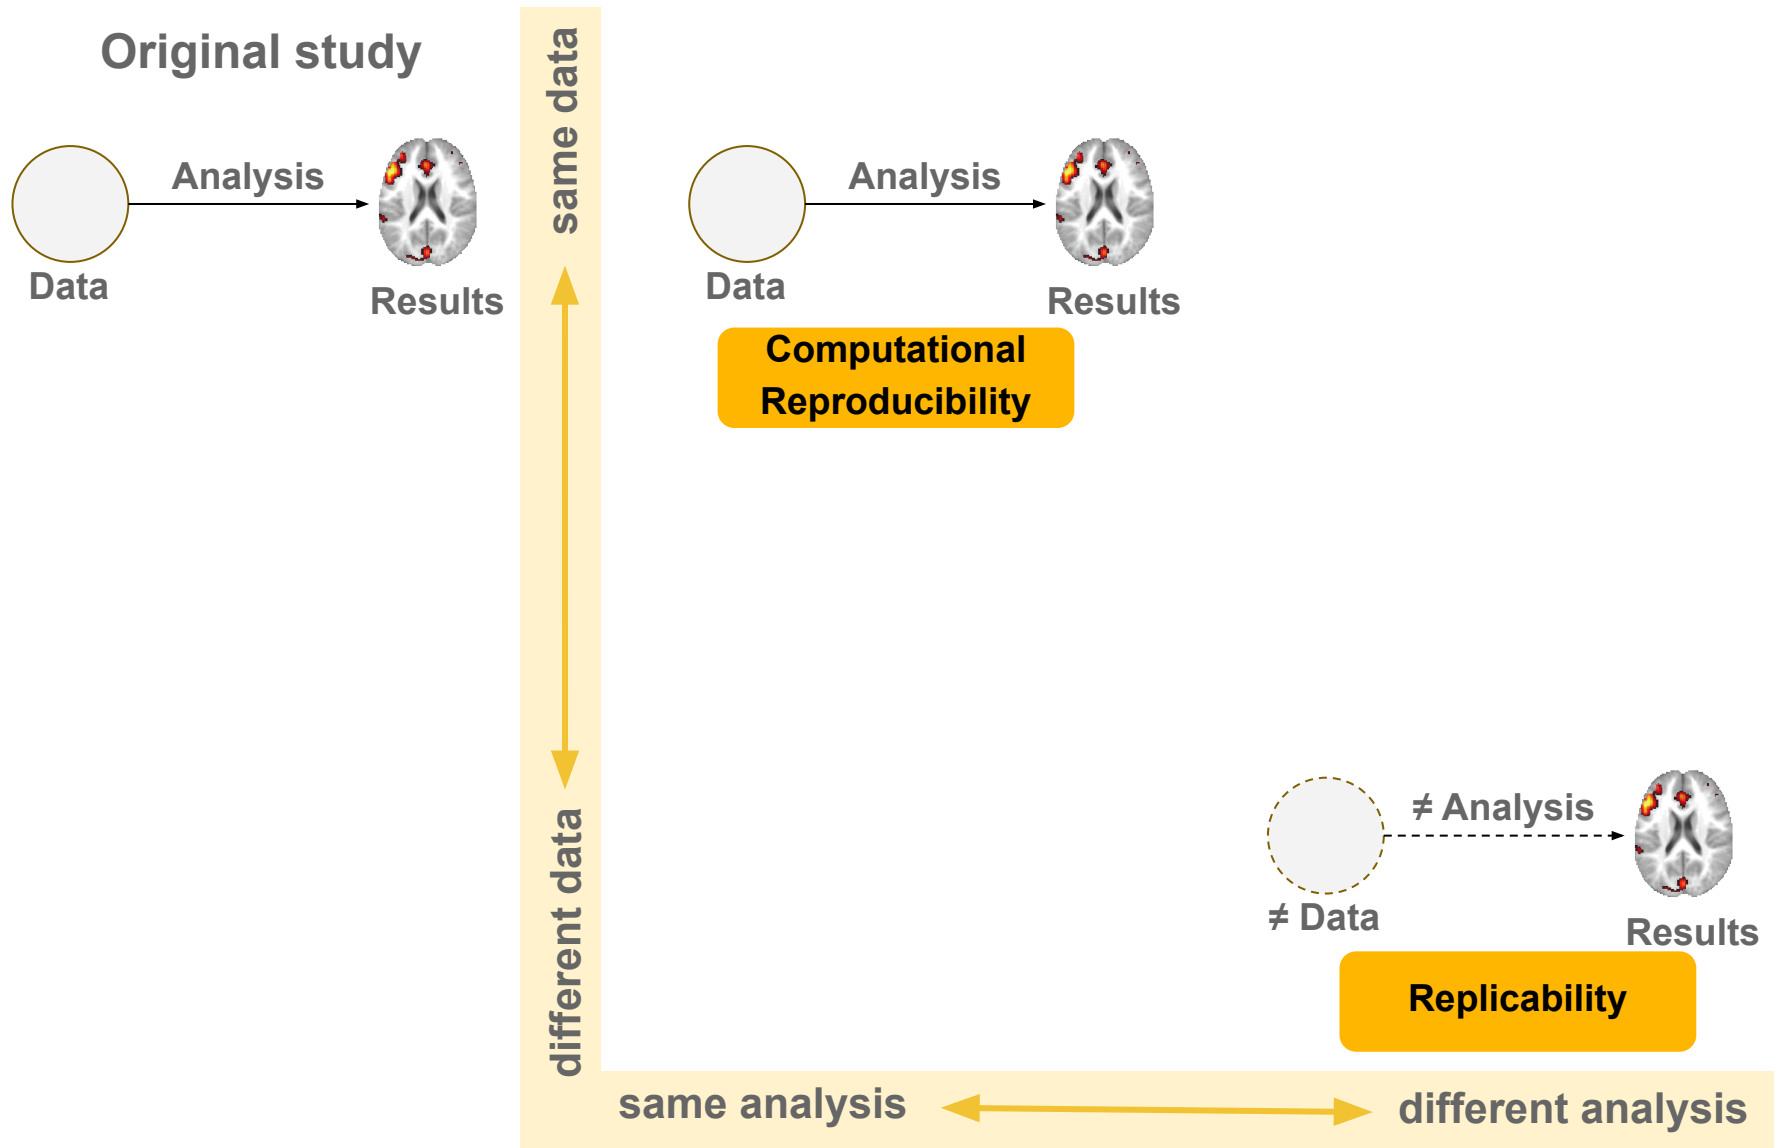 Original study
Analysis
Data
Results
same data
different data
Analysis
Data
Results
Computational
Reproducibility
≠ Analysis
≠ Data
Results
Replicability
same analysis
different analysis